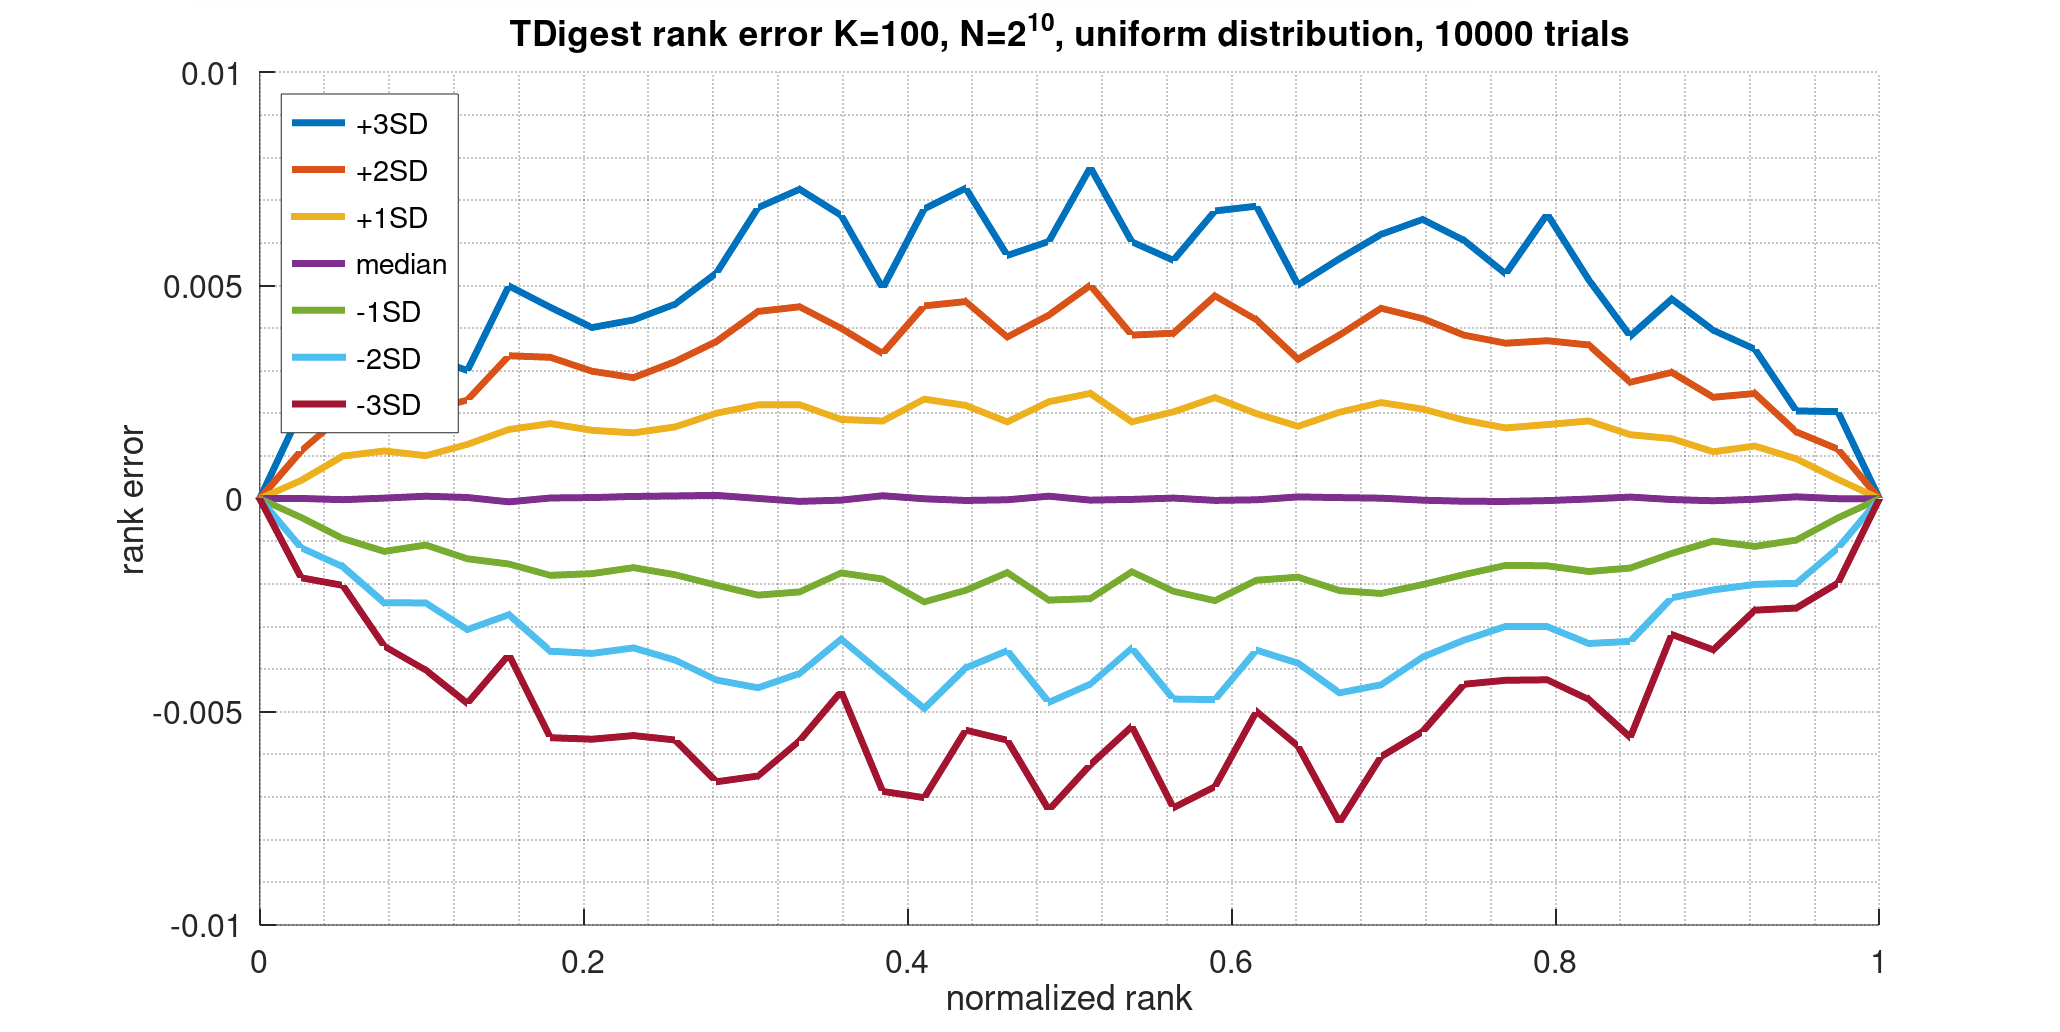 TDigest rank error K=100, N=2^10, uniform distribution, 10000 trials
0.01
0.005
0
-0.005
-0.01
rank error
+3SD
+2SD
+1SD
median
-1SD
-2SD
-3SD
0 0.2 0.4 0.6 0.8 1
normalized rank